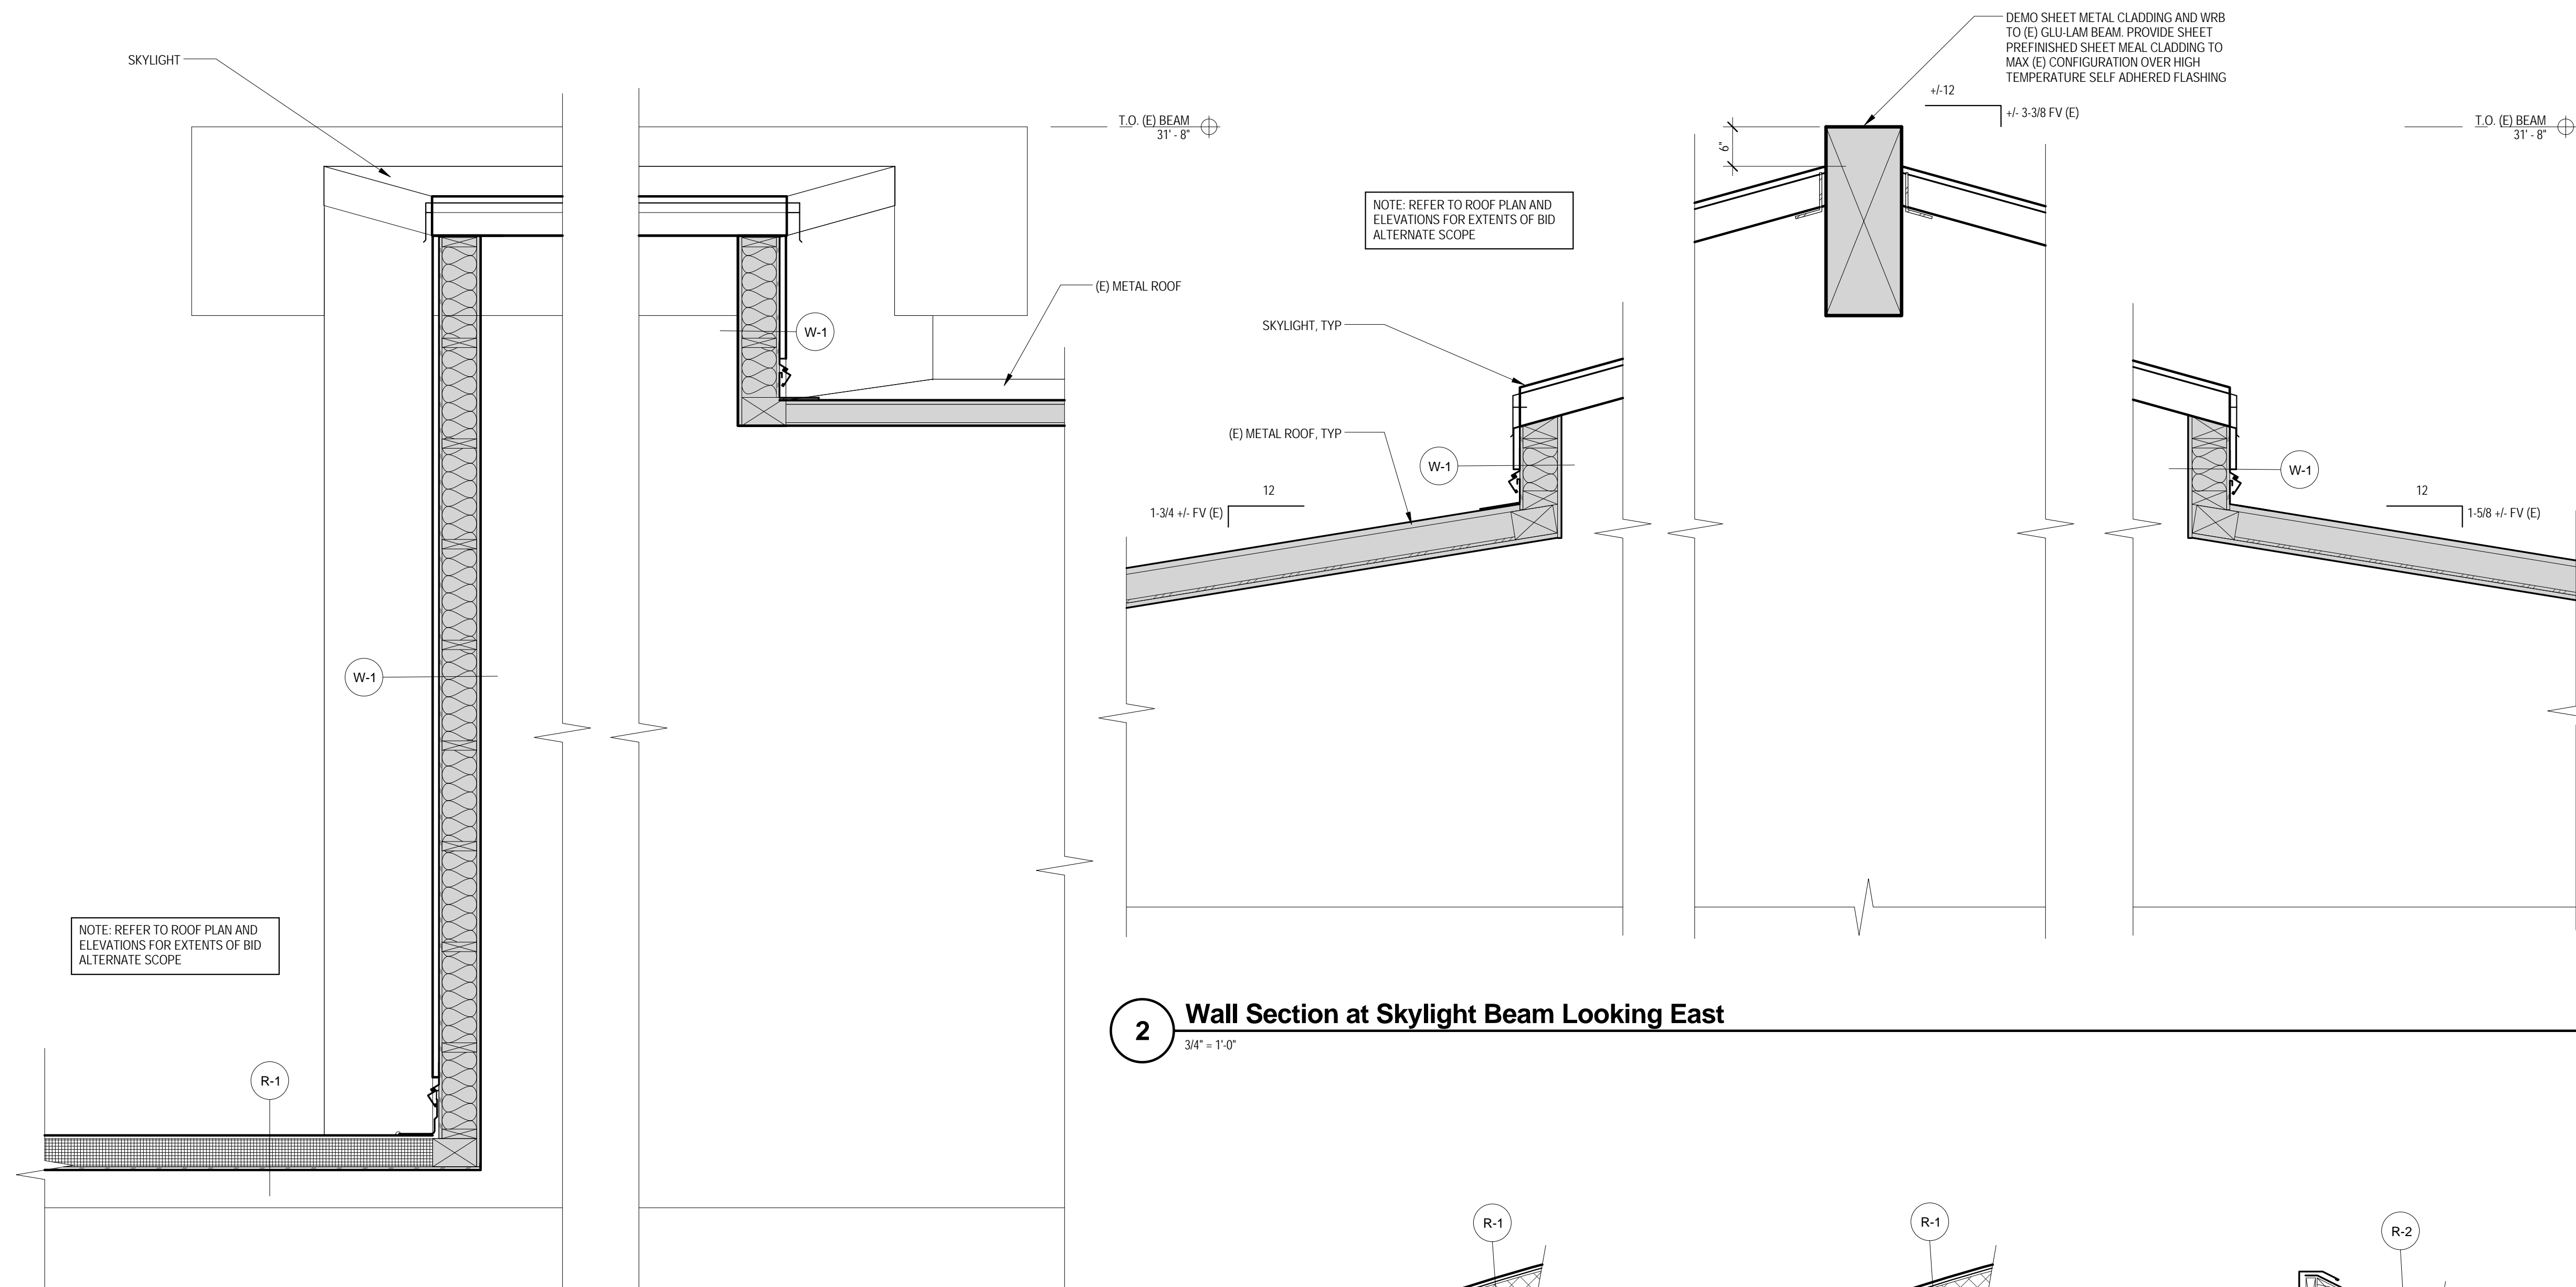 SKYLIGHT
T.O. (E) BEAM
31' - 8"
(E) METAL ROOF
W-1
W-1
NOTE: REFER TO ROOF PLAN AND
ELEVATIONS FOR EXTENTS OF BID
ALTERNATE SCOPE
R-1
DEMO SHEET METAL CLADDING AND WRB
TO (E) GLU-LAM BEAM. PROVIDE SHEET
PREFINISHED SHEET MEAL CLADDING TO
MAX (E) CONFIGURATION OVER HIGH
TEMPERATURE SELF ADHERED FLASHING
+/-12
+/- 3-3/8 FV (E)
6"
T.O. (E) BEAM
31' - 8"
NOTE: REFER TO ROOF PLAN AND
ELEVATIONS FOR EXTENTS OF BID
ALTERNATE SCOPE
SKYLIGHT, TYP
(E) METAL ROOF, TYP
W-1
12
1-3/4 +/- FV (E)
W-1
12
1-5/8 +/- FV (E)
2
Wall Section at Skylight Beam Looking East
3/4" = 1'-0"
R-1
R-1
R-2